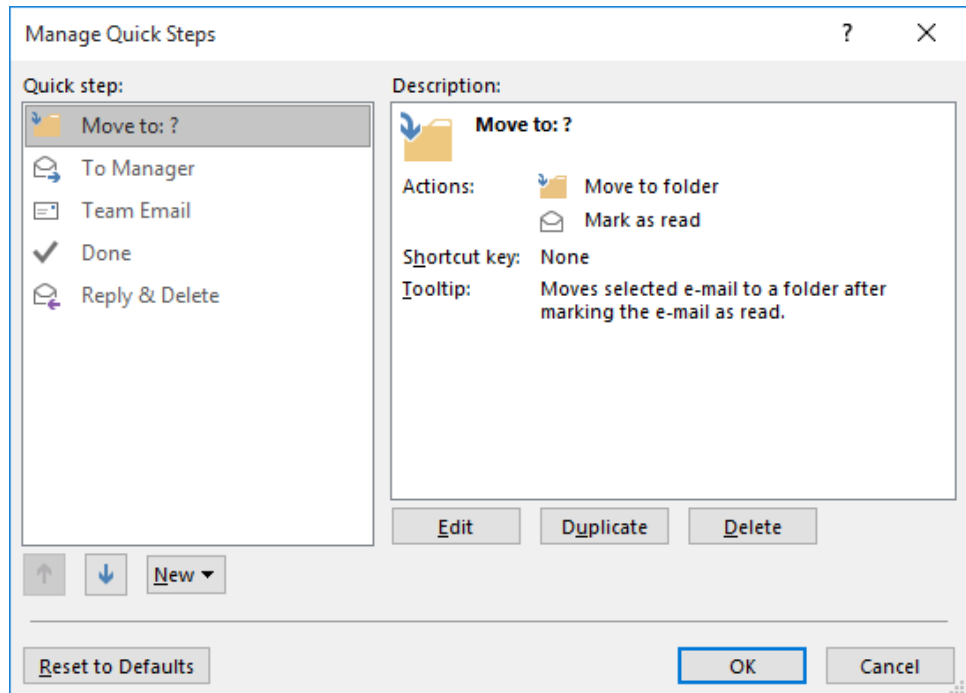 Manage Quick Steps
?
Quick step:
Description:
Move to: ?
To Manager
Team Email
Done
Reply & Delete
Move to: ?
Actions: Move to folder
Mark as read
Shortcut key: None
Tooltip: Moves selected e-mail to a folder after
marking the e-mail as read.
Edit Duplicate Delete
New
Reset to Defaults OK Cancel